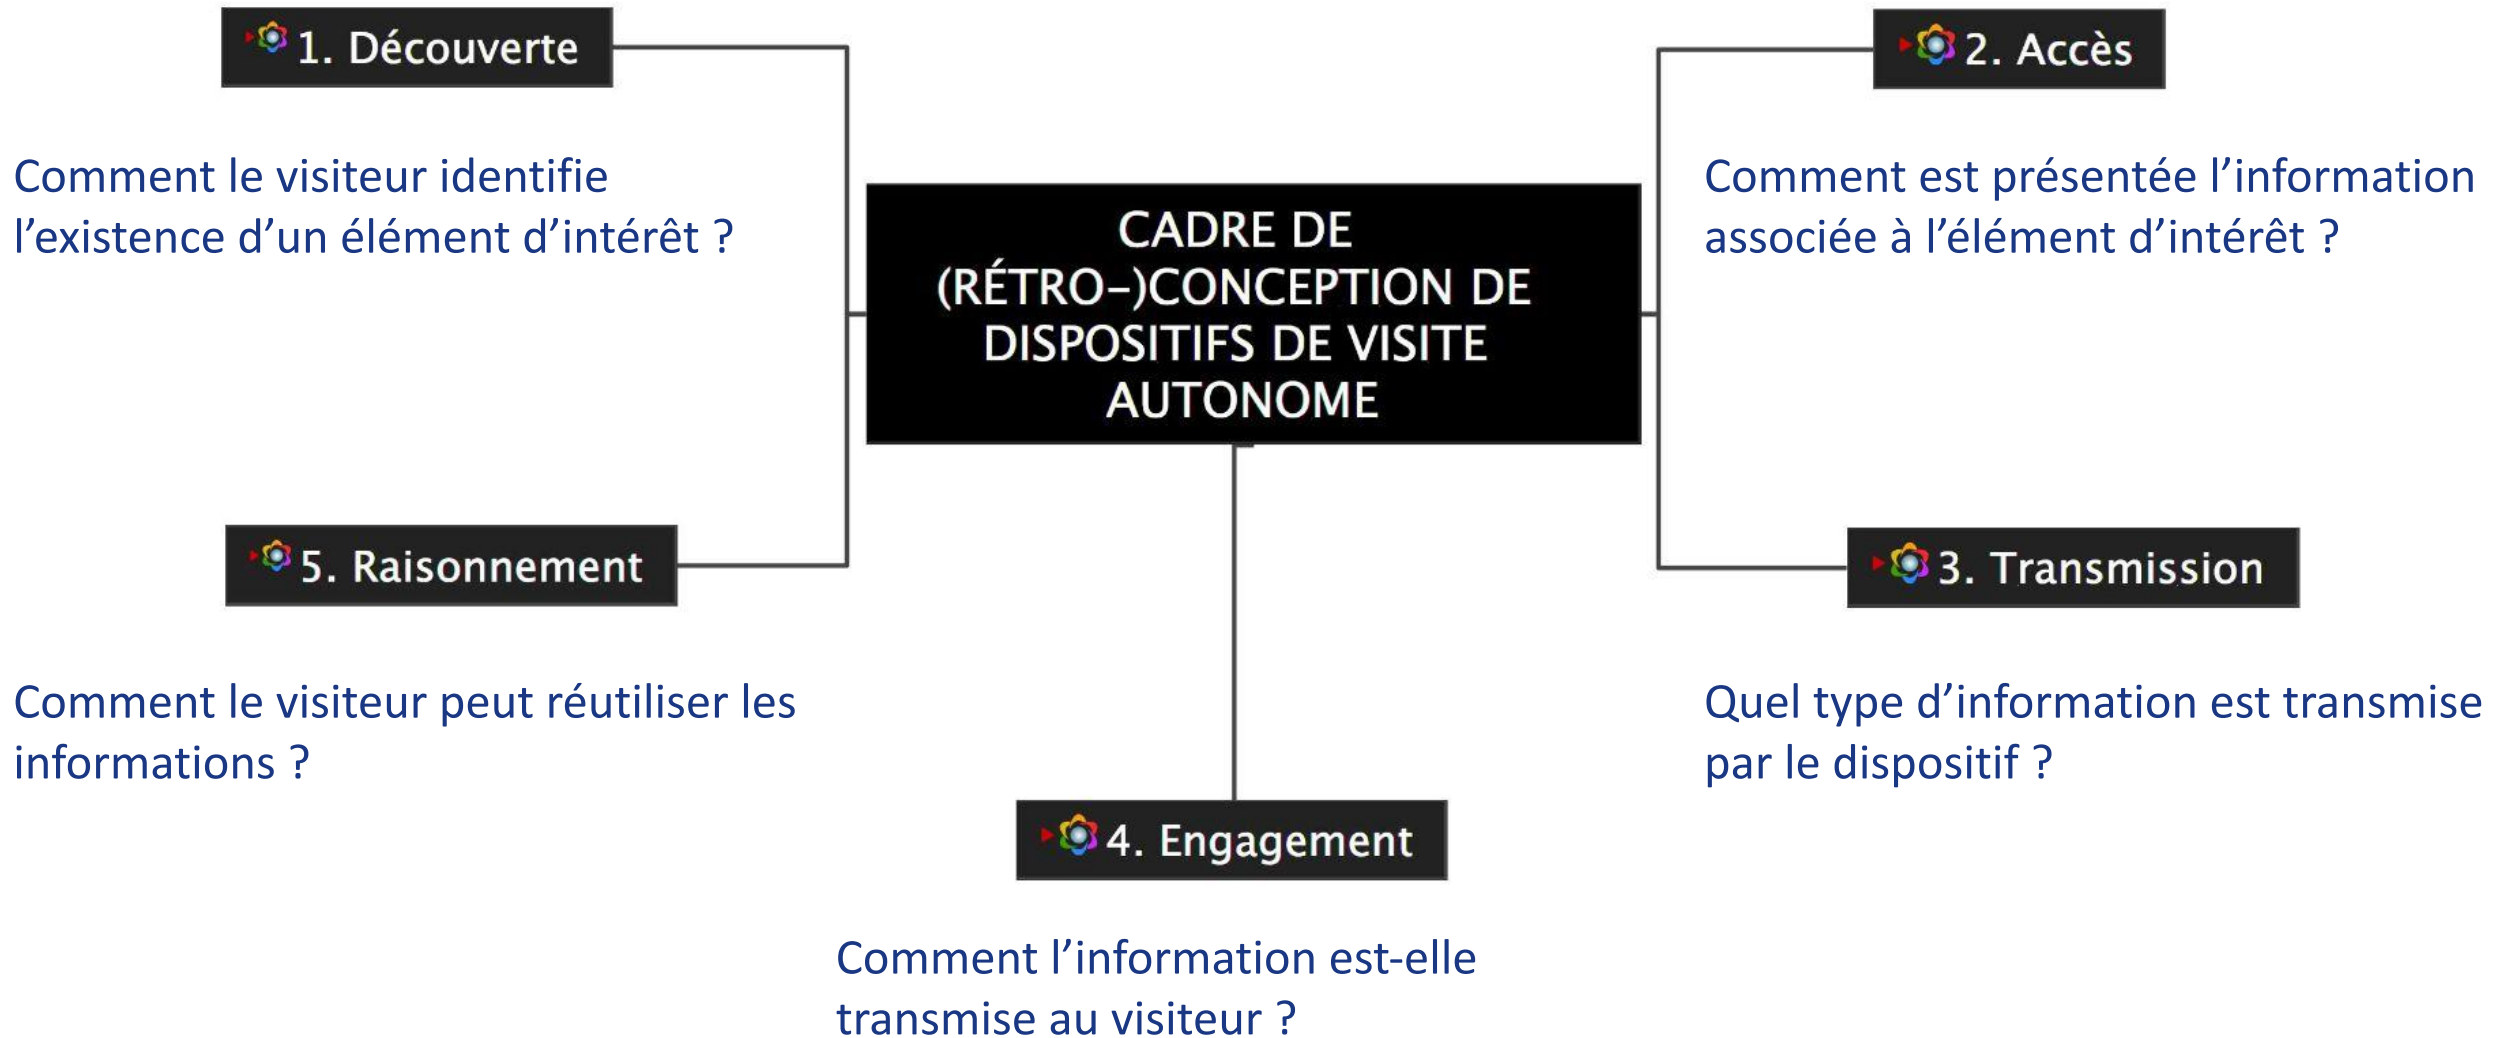 1. Découverte
Comment le visiteur identifie
l’existence d’un élément d’intérêt ?
2. Accès
Comment est présentée l’information
associée à l’élément d’intérêt ?
CADRE DE
(RÉTRO-)CONCEPTION DE
DISPOSITIFS DE VISITE
AUTONOME
3. Transmission
Quel type d’information est transmise
par le dispositif ?
4. Engagement
Comment l’information est-elle
transmise au visiteur ?
5. Raisonnement
Comment le visiteur peut réutiliser les
informations ?